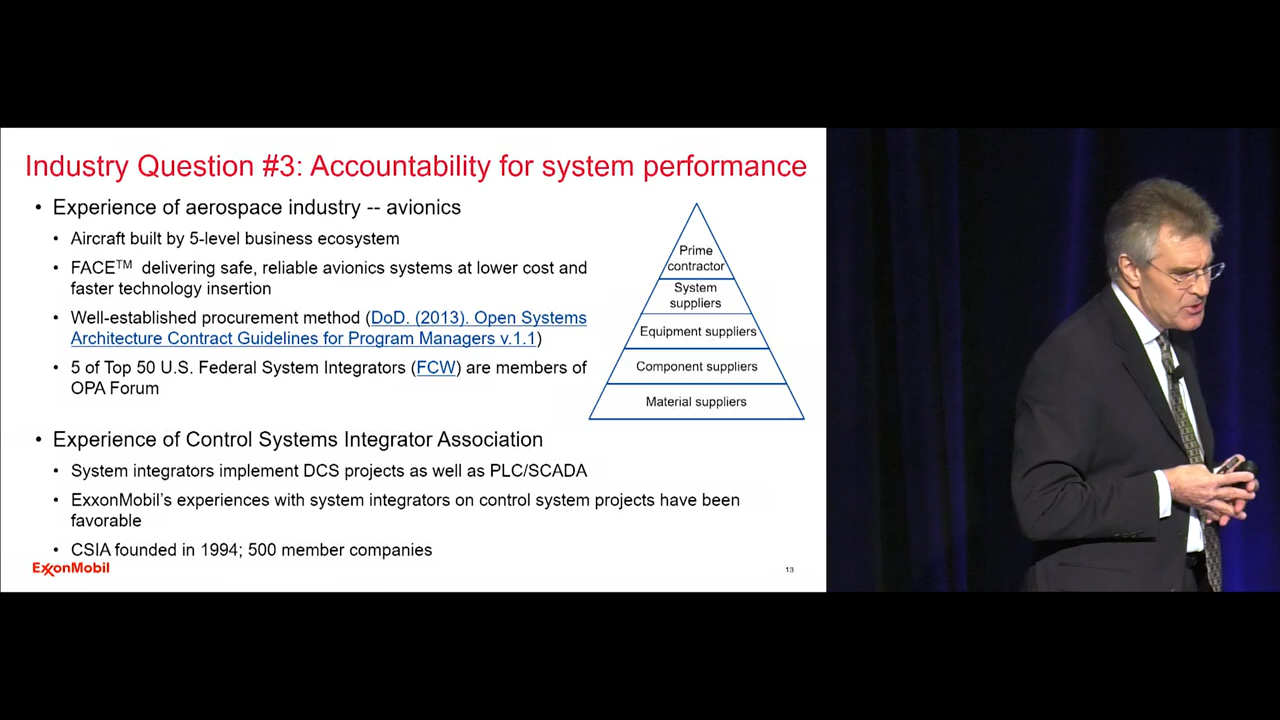 Industry Question #3: Accountability for system performance
• Experience of aerospace industry -- avionics
• Aircraft built by 5-level business ecosystem
• FACE™ delivering safe, reliable avionics systems at lower cost and
faster technology insertion
• Well-established procurement method (DoD. (2013). Open Systems
Architecture Contract Guidelines for Program Managers v.1.1)
• 5 of Top 50 U.S. Federal System Integrators (FCW) are members of
OPA Forum
Prime
contractor
System
suppliers
Equipment suppliers
Component suppliers
Material suppliers
• Experience of Control Systems Integrator Association
• System integrators implement DCS projects as well as PLC/SCADA
• ExxonMobil's experiences with system integrators on control system projects have been
favorable
• CSIA founded in 1994; 500 member companies
ExxonMobil
13